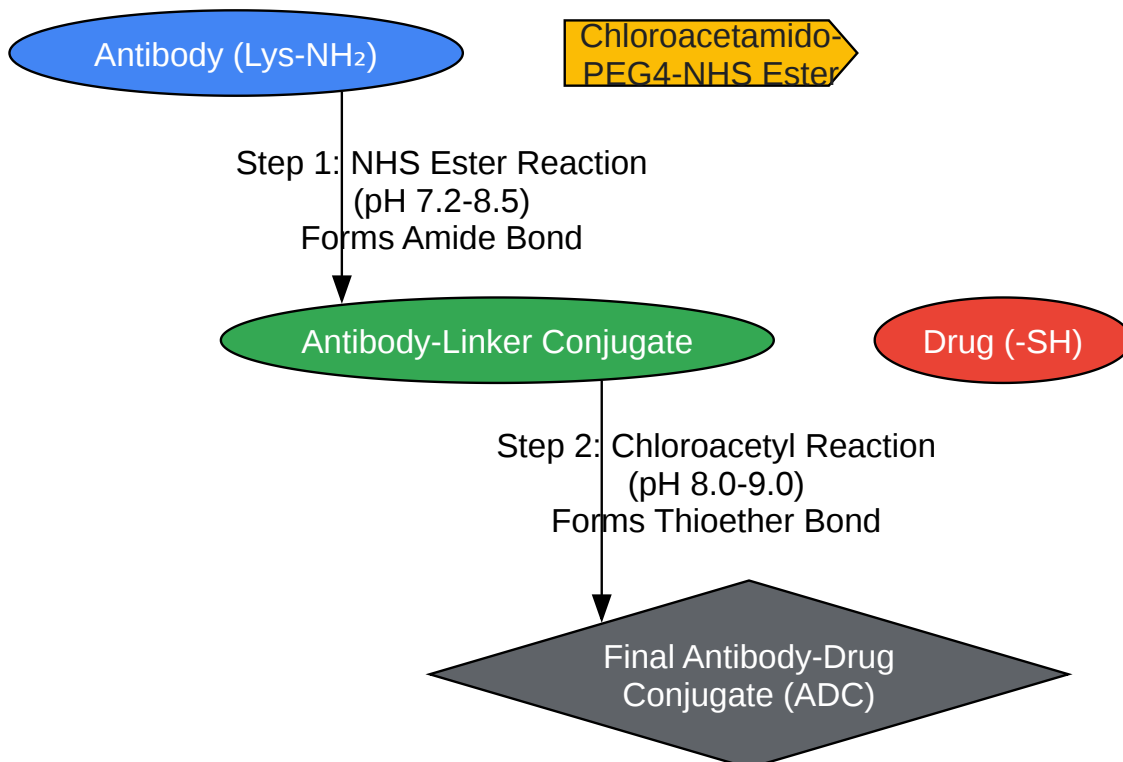 Antibody (Lys-NH₂)
Chloroacetamido-
PEG4-NHS Ester
Step 1: NHS Ester Reaction
(pH 7.2-8.5)
Forms Amide Bond
Antibody-Linker Conjugate
Drug (-SH)
Step 2: Chloroacetyl Reaction
(pH 8.0-9.0)
Forms Thioether Bond
Final Antibody-Drug
Conjugate (ADC)